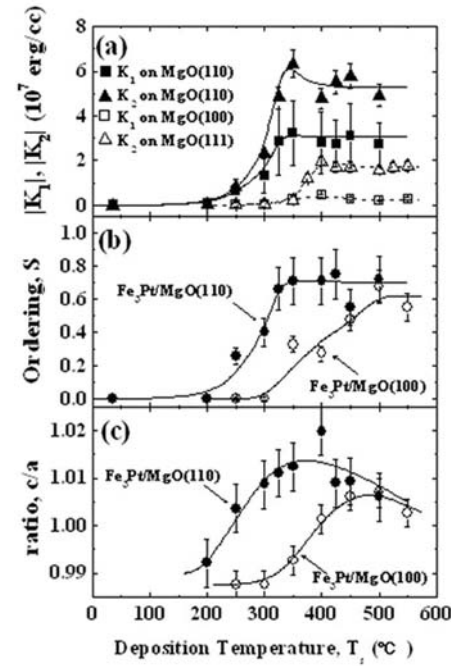 (a)
|K₁|, |K₂| (10⁷ erg/cc)
8
6
4
2
0
K₁ on MgO(110)
K₂ on MgO(110)
K₁ on MgO(100)
K₂ on MgO(111)
(b)
Ordering, S
1.0
0.8
0.6
0.4
0.2
0.0
Fe₃Pt/MgO(110)
Fe₃Pt/MgO(100)
(c)
ratio, c/a
1.02
1.01
1.00
0.99
Fe₃Pt/MgO(110)
Fe₃Pt/MgO(100)
0 100 200 300 400 500 600
Deposition Temperature, Tₛ (°C)